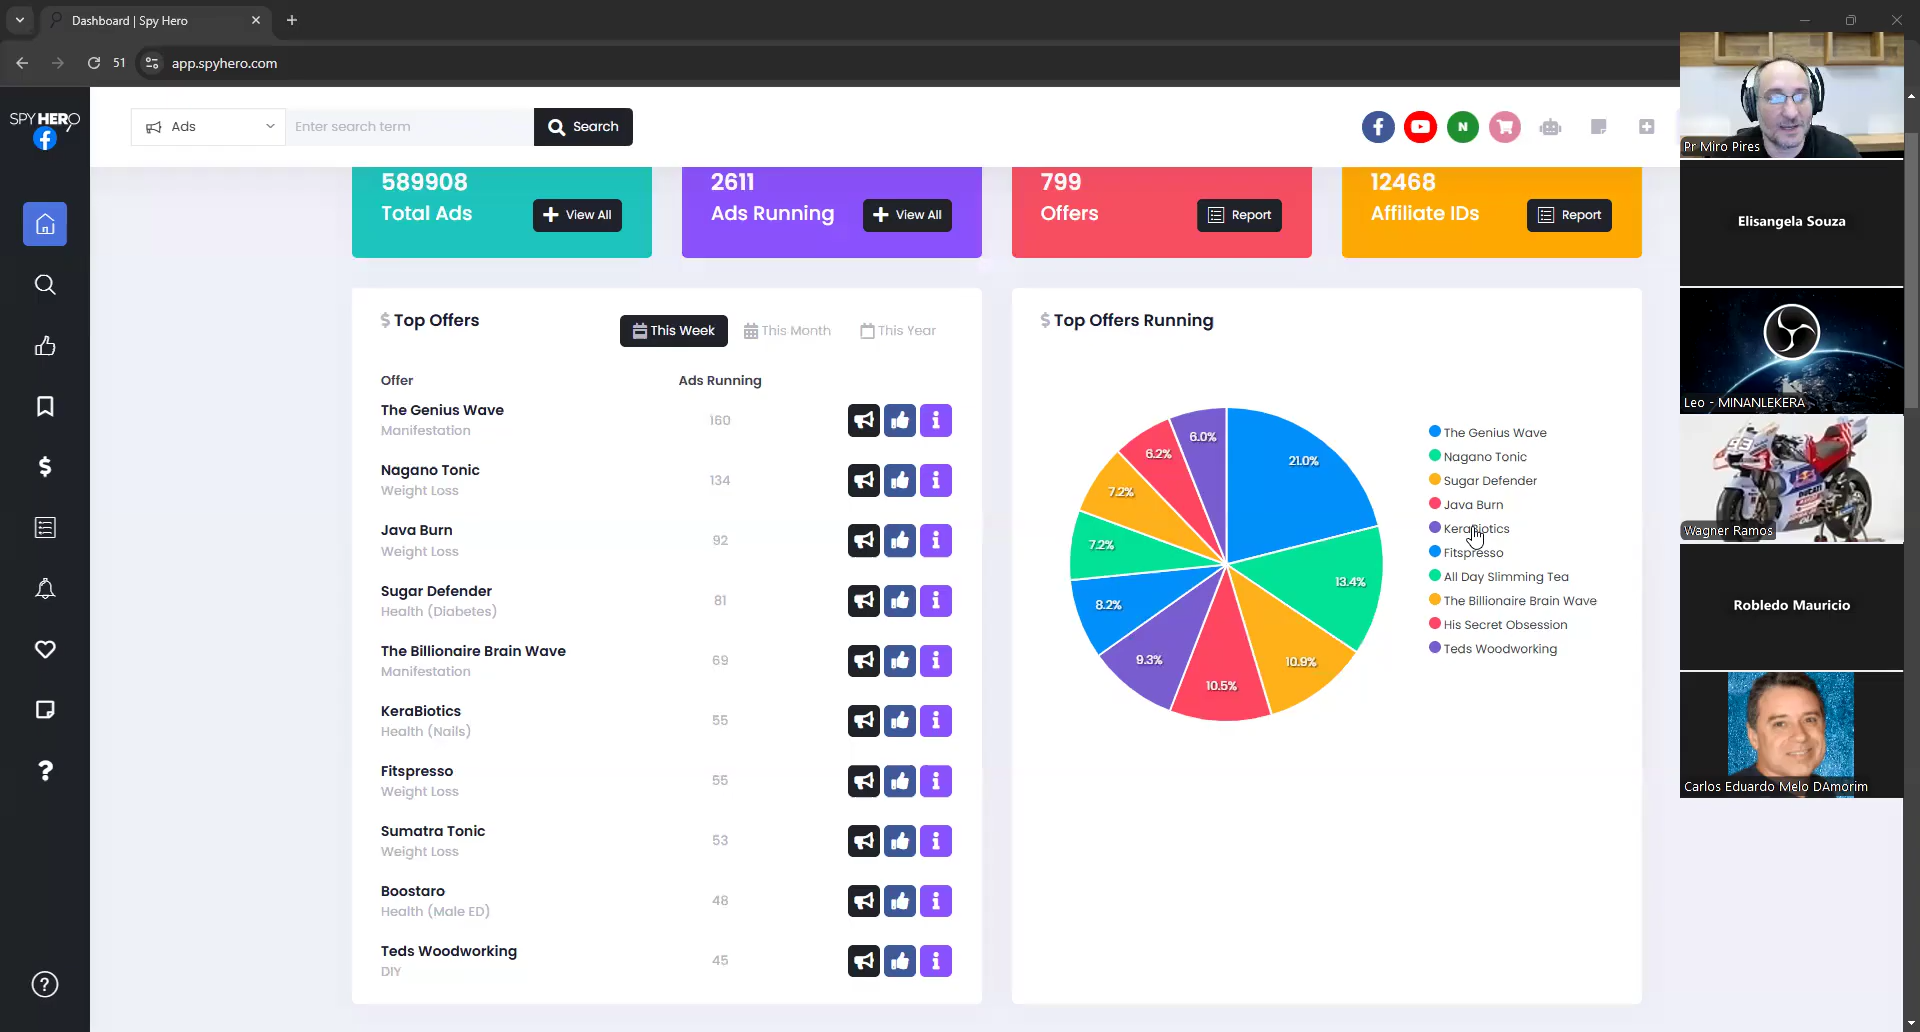 Dashboard | Spy Hero
51
app.spyhero.com
SPY HERO
Ads
Enter search term
Search
N
589908
Total Ads
View All
2611
Ads Running
View All
799
Offers
Report
12468
Affiliate IDs
Report
$ Top Offers
This Week
This Month
This Year
Offer
Ads Running
The Genius Wave
Manifestation
160
Nagano Tonic
Weight Loss
134
Java Burn
Weight Loss
92
Sugar Defender
Health (Diabetes)
81
The Billionaire Brain Wave
Manifestation
69
KeraBiotics
Health (Nails)
55
Fitspresso
Weight Loss
55
Sumatra Tonic
Weight Loss
53
Boostaro
Health (Male ED)
48
Teds Woodworking
DIY
45
$ Top Offers Running
21.0%
13.4%
10.9%
10.5%
9.3%
8.2%
7.2%
7.2%
6.2%
6.0%
The Genius Wave
Nagano Tonic
Sugar Defender
Java Burn
KeraBiotics
Fitspresso
All Day Slimming Tea
The Billionaire Brain Wave
His Secret Obsession
Teds Woodworking
Pr Miro Pires
Elisangela Souza
Leo - MINANLEKERA
93
DUCATI
Wagner Ramos
Robledo Mauricio
Carlos Eduardo Melo DAmorim